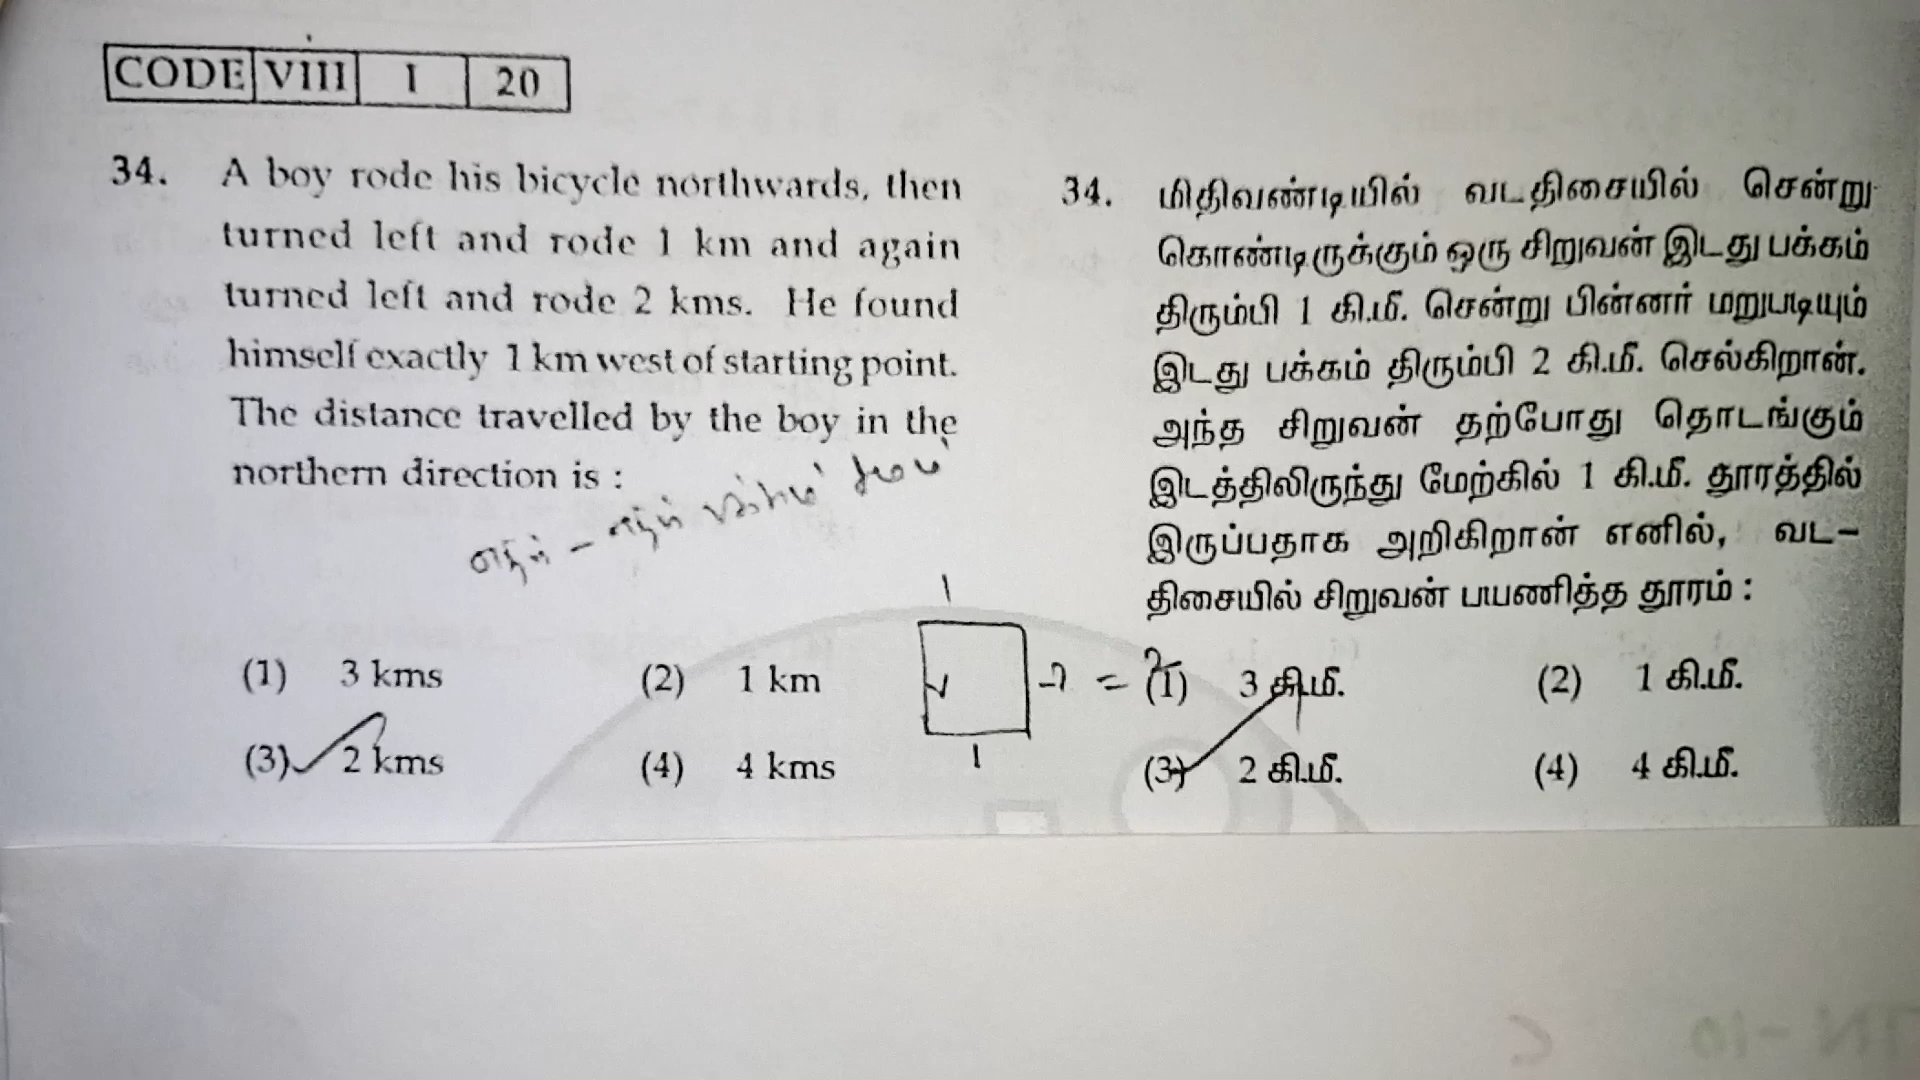 CODE VIII I 20
34. A boy rode his bicycle northwards, then
turned left and rode 1 km and again
turned left and rode 2 kms. He found
himself exactly 1 km west of starting point.
The distance travelled by the boy in the
northern direction is :
(1) 3 kms (2) 1 km
(3) 2 kms (4) 4 kms
1
1
34. மிதிவண்டியில் வடதிசையில் சென்று
கொண்டிருக்கும் ஒரு சிறுவன் இடது பக்கம்
திரும்பி 1 கி.மீ. சென்று பின்னர் மறுபடியும்
இடது பக்கம் திரும்பி 2 கி.மீ. செல்கிறான்.
அந்த சிறுவன் தற்போது தொடங்கும்
இடத்திலிருந்து மேற்கில் 1 கி.மீ. தூரத்தில்
இருப்பதாக அறிகிறான் எனில், வட-
திசையில் சிறுவன் பயணித்த தூரம் :
(1) 3 கி.மீ. (2) 1 கி.மீ.
(3) 2 கி.மீ. (4) 4 கி.மீ.